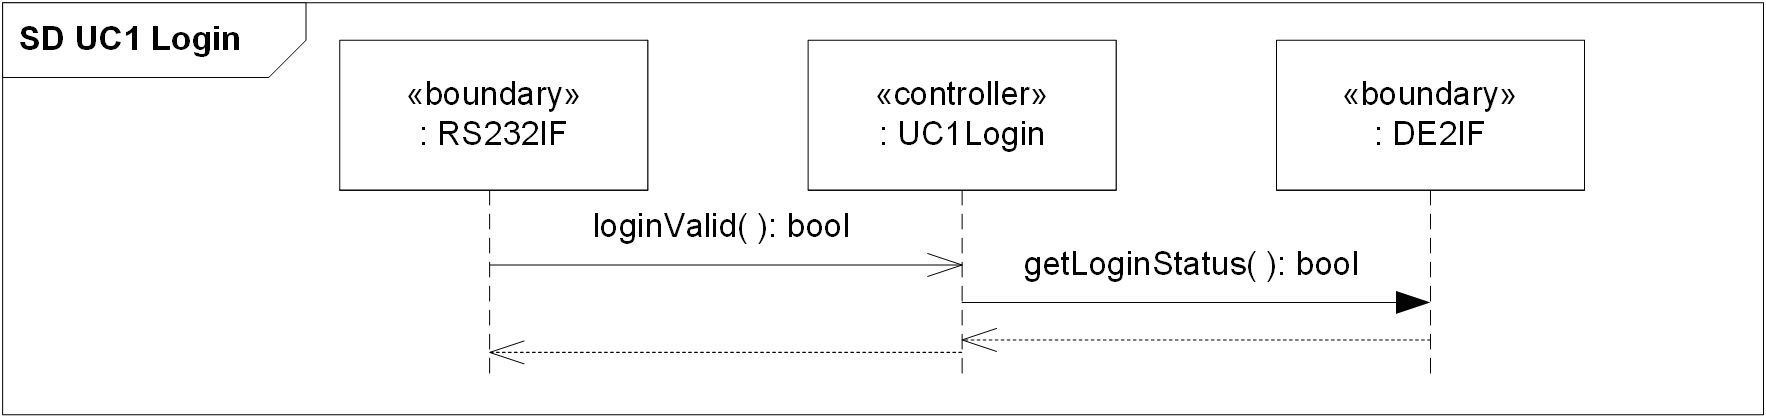 SD UC1 Login
«boundary»
: RS232IF
«controller»
: UC1Login
«boundary»
: DE2IF
loginValid( ): bool
getLoginStatus( ): bool